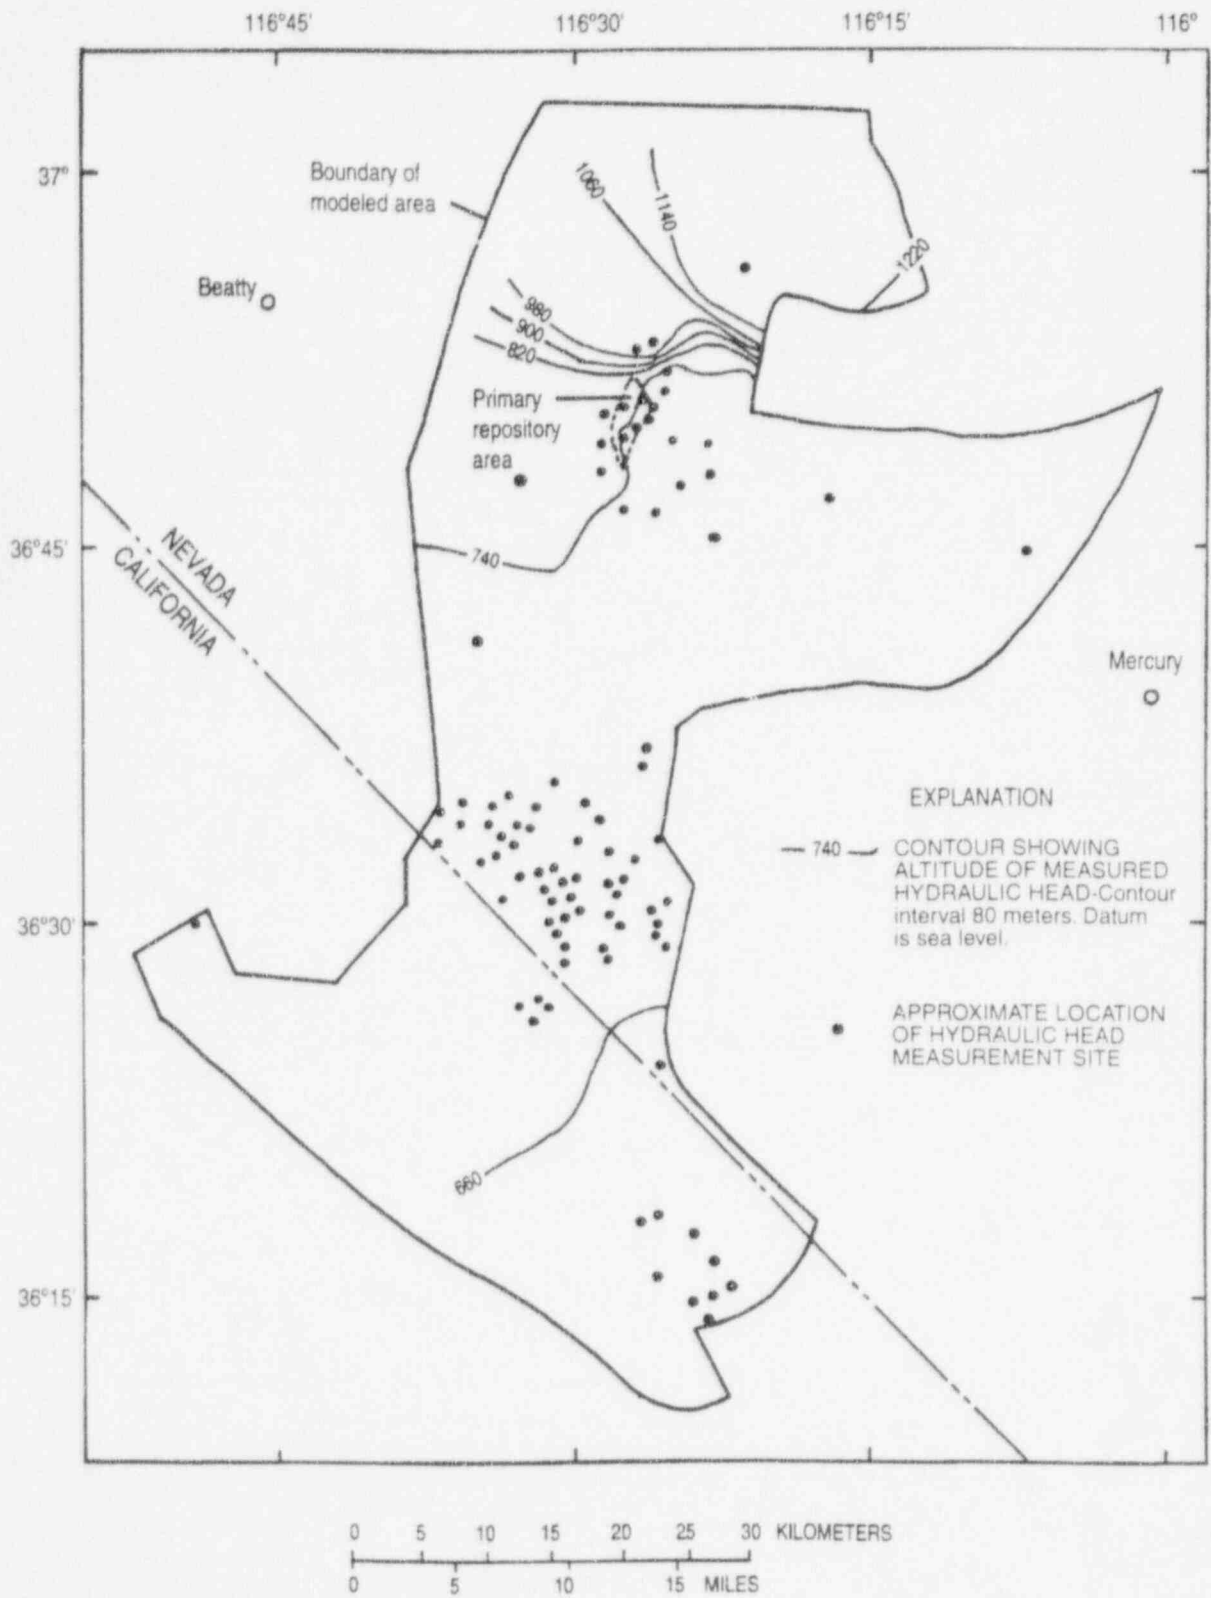 116°45'
116°30'
116°15'
116°
37°
Boundary of
modeled area
1060
1140
1220
Beatty
980
900
820
Primary
repository
area
36°45'
740
NEVADA
CALIFORNIA
Mercury
EXPLANATION
740
CONTOUR SHOWING
ALTITUDE OF MEASURED
HYDRAULIC HEAD-Contour
interval 80 meters. Datum
is sea level.
36°30'
APPROXIMATE LOCATION
OF HYDRAULIC HEAD
MEASUREMENT SITE
660
36°15'
0 5 10 15 20 25 30 KILOMETERS
0 5 10 15 MILES